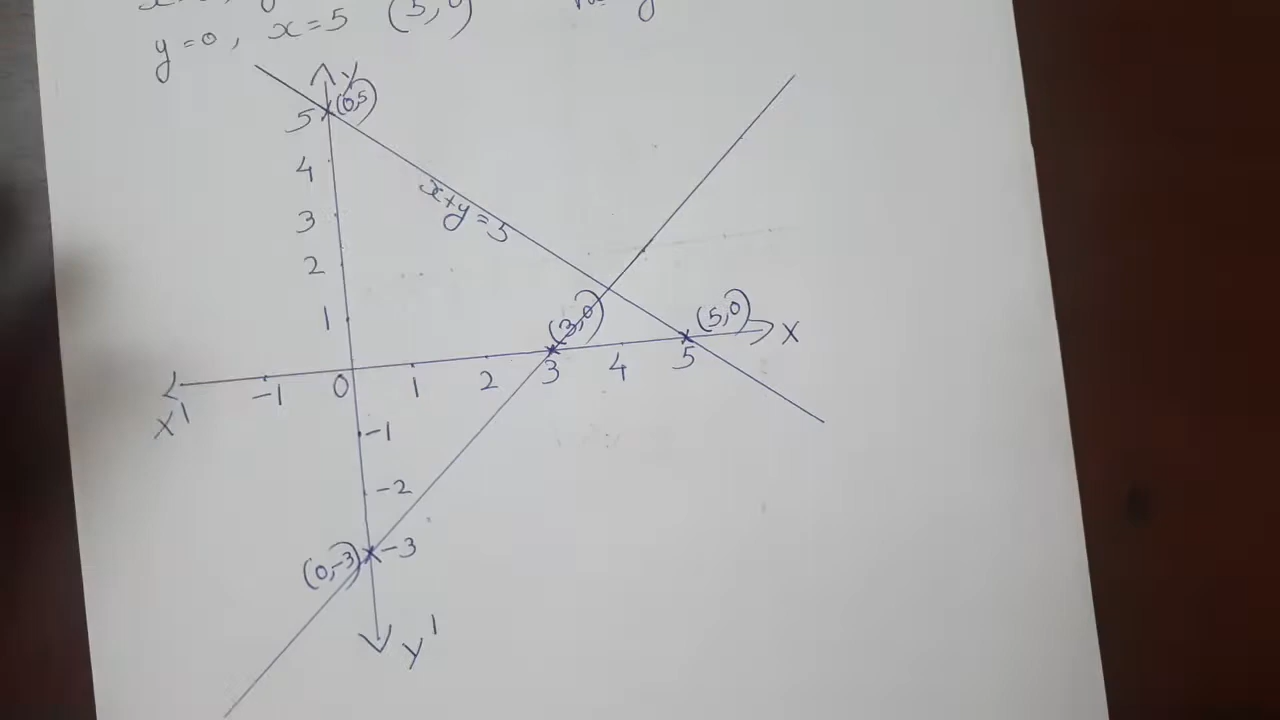 y=0, x=5 (5,0)
Y
5 (0,5)
4
x+y=5
3
2
1
(3,0) (5,0)
X' -1 0 1 2 3 4 5 X
-1
-2
(0,-3) -3
Y'